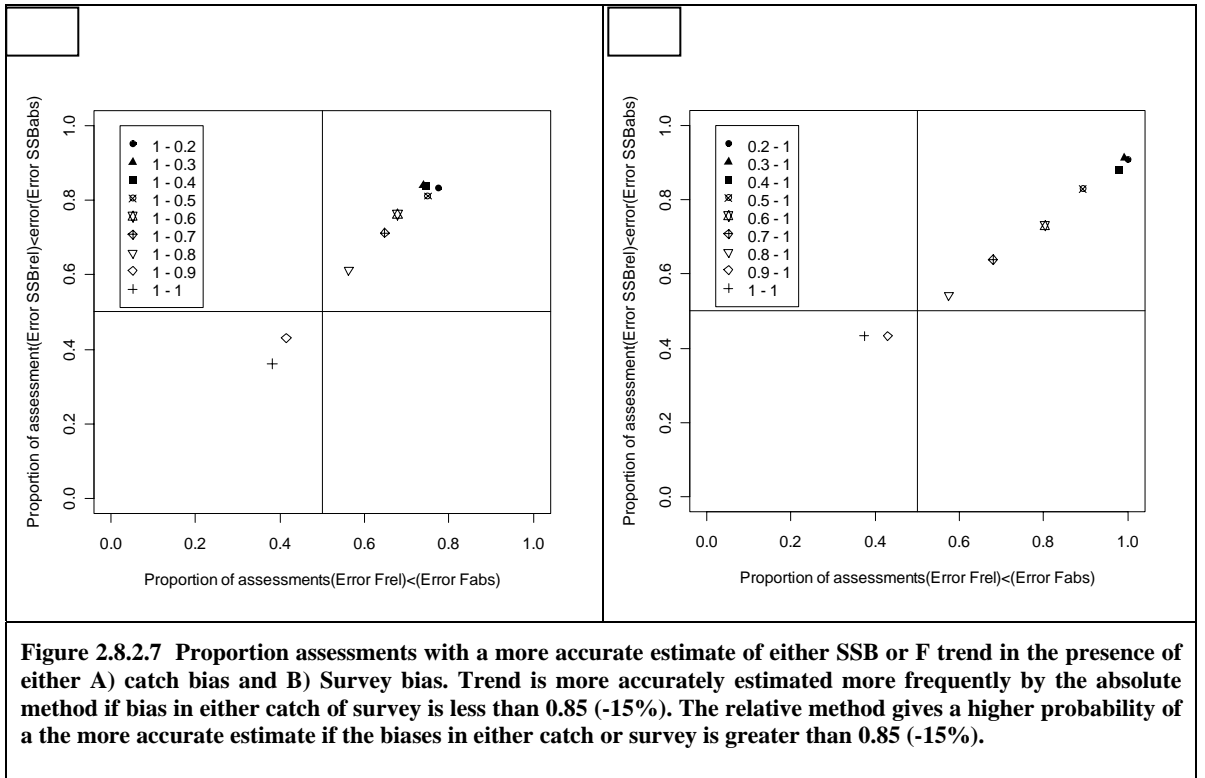 Proportion of assessment(Error SSBrel)<error(Error SSBabs)
1.0
0.8
0.6
0.4
0.2
0.0
1 - 0.2
1 - 0.3
1 - 0.4
1 - 0.5
1 - 0.6
1 - 0.7
1 - 0.8
1 - 0.9
1 - 1
0.0 0.2 0.4 0.6 0.8 1.0
Proportion of assessments(Error Frel)<(Error Fabs)
Proportion of assessment(Error SSBrel)<error(Error SSBabs)
1.0
0.8
0.6
0.4
0.2
0.0
0.2 - 1
0.3 - 1
0.4 - 1
0.5 - 1
0.6 - 1
0.7 - 1
0.8 - 1
0.9 - 1
1 - 1
0.0 0.2 0.4 0.6 0.8 1.0
Proportion of assessments(Error Frel)<(Error Fabs)
Figure 2.8.2.7 Proportion assessments with a more accurate estimate of either SSB or F trend in the presence of
either A) catch bias and B) Survey bias. Trend is more accurately estimated more frequently by the absolute
method if bias in either catch of survey is less than 0.85 (-15%). The relative method gives a higher probability of
a the more accurate estimate if the biases in either catch or survey is greater than 0.85 (-15%).